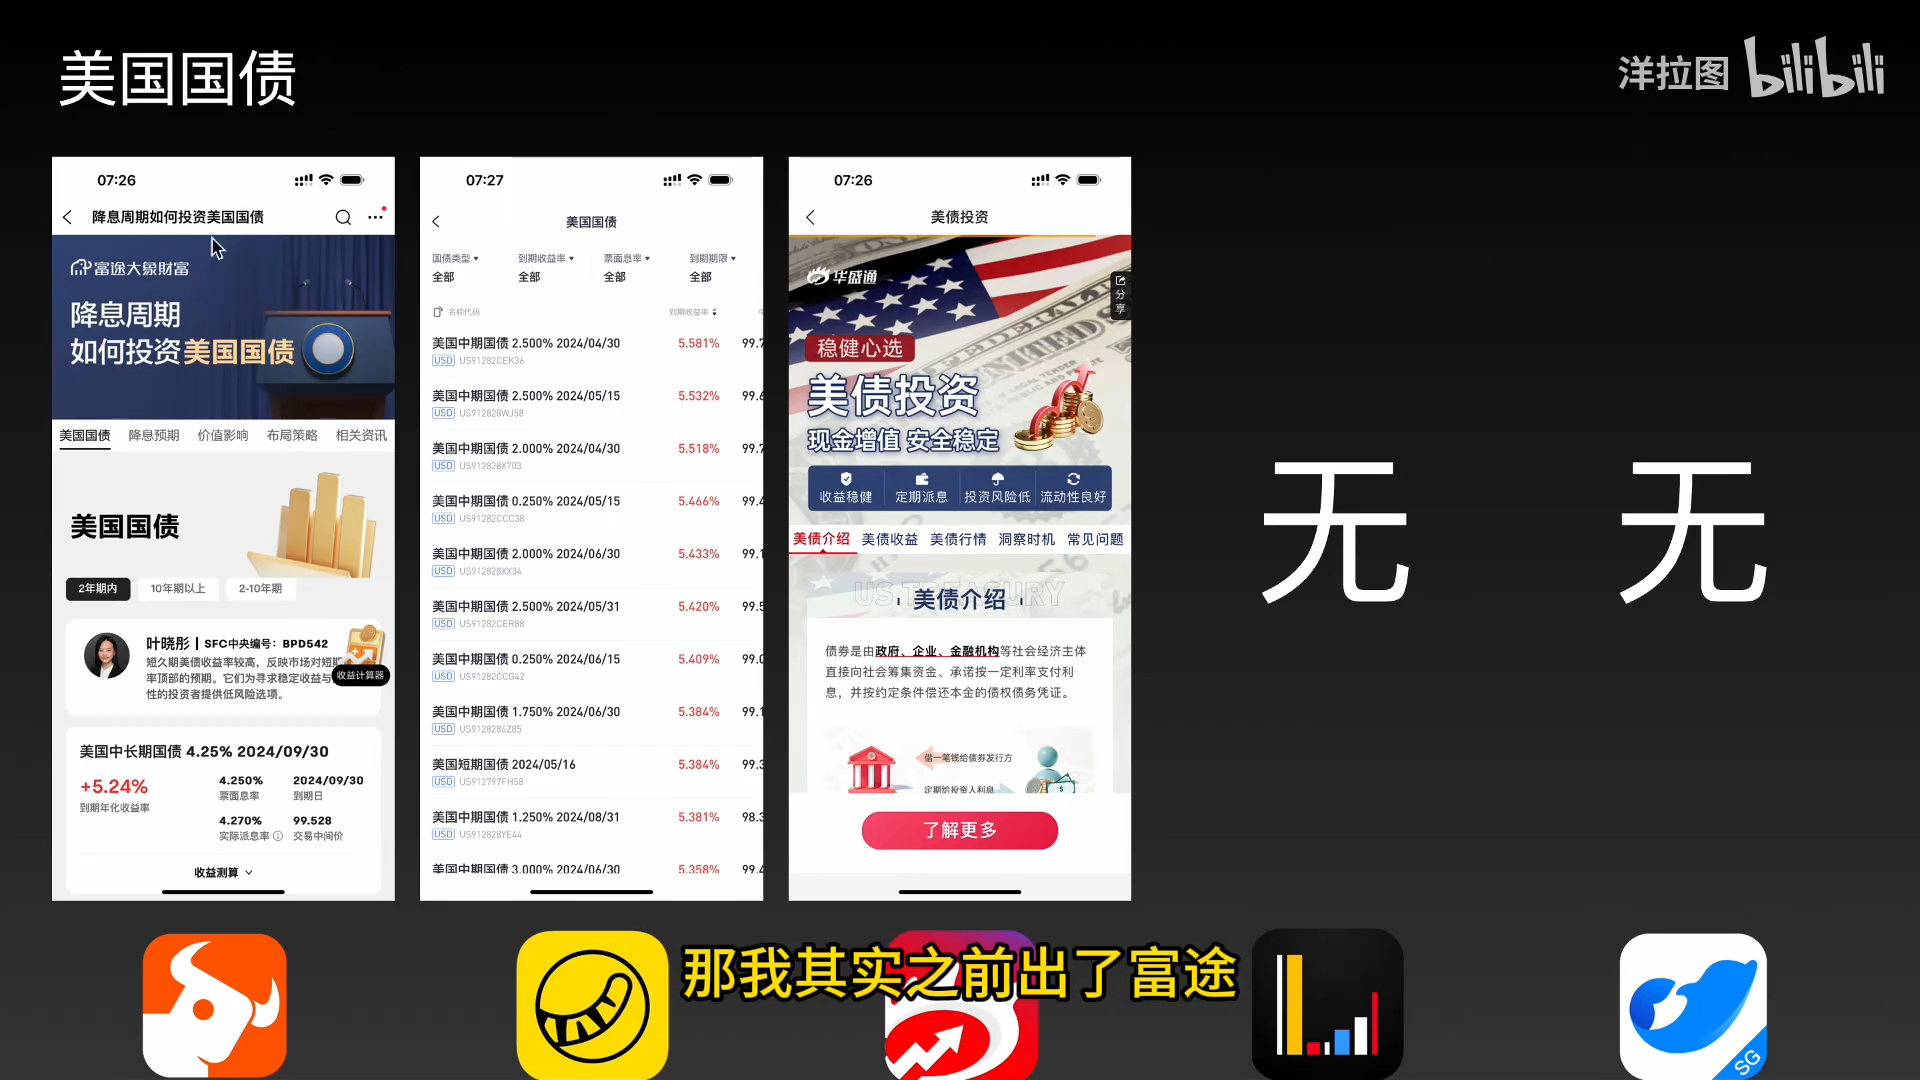 美国国债
洋拉图 bilibili
07:26
降息周期如何投资美国国债
富途大象财富
降息周期
如何投资美国国债
美国国债 降息预期 价值影响 布局策略 相关资讯
美国国债
2年期内 10年期以上 2-10年期
叶晓彤 | SFC中央编号：BPD542
短久期美债收益率较高，反映市场对短期
率顶部的预期。它们为寻求稳定收益与
性的投资者提供低风险选项。
收益计算器
美国中长期国债 4.25% 2024/09/30
+5.24%
到期年化收益率
4.250%
票面息率
2024/09/30
到期日
4.270%
实际派息率
99.528
交易中间价
收益测算
07:27
美国国债
国债类型 到期收益率 票面息率 到期期限
全部 全部 全部 全部
名称代码 到期收益率
美国中期国债 2.500% 2024/04/30 5.581% 99.7
USD US91282CEK36
美国中期国债 2.500% 2024/05/15 5.532% 99.6
USD US912828WJ58
美国中期国债 2.000% 2024/04/30 5.518% 99.7
USD US912828X703
美国中期国债 0.250% 2024/05/15 5.466% 99.4
USD US91282CCC38
美国中期国债 2.000% 2024/06/30 5.433% 99.1
USD US912828XX34
美国中期国债 2.500% 2024/05/31 5.420% 99.5
USD US91282CER88
美国中期国债 0.250% 2024/06/15 5.409% 99.0
USD US91282CCG42
美国中期国债 1.750% 2024/06/30 5.384% 99.1
USD US9128286Z85
美国短期国债 2024/05/16 5.384% 99.3
USD US912797FH58
美国中期国债 1.250% 2024/08/31 5.381% 98.3
USD US912828YE44
美国中期国债 3.000% 2024/06/30 5.358% 99.4
07:26
美债投资
华盛通
分享
稳健心选
美债投资
现金增值 安全稳定
收益稳健 定期派息 投资风险低 流动性良好
美债介绍 美债收益 美债行情 洞察时机 常见问题
US TREASURY
美债介绍
债券是由政府、企业、金融机构等社会经济主体
直接向社会筹集资金、承诺按一定利率支付利
息，并按约定条件偿还本金的债权债务凭证。
借一笔钱给债券发行方
定期给投资人利息
了解更多
无 无
那我其实之前出了富途
SG